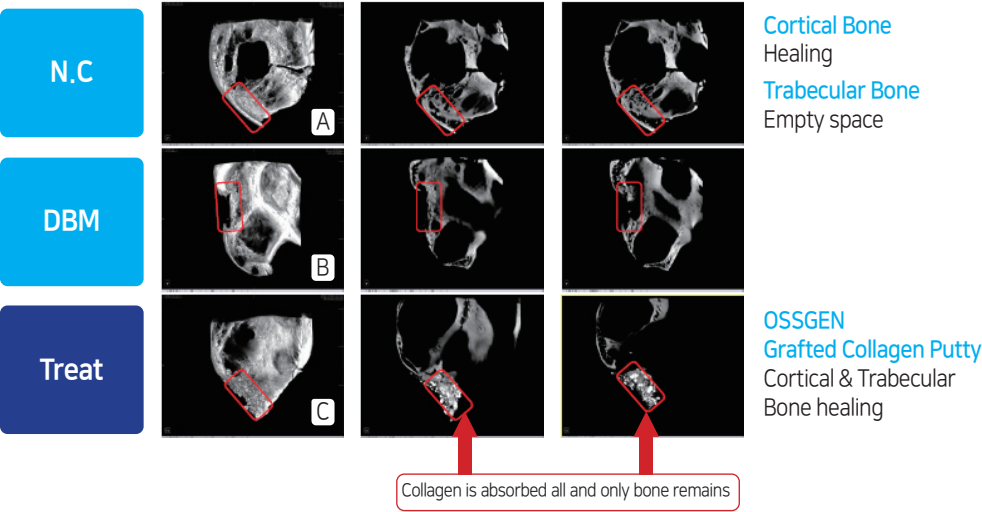 N.C
A
Cortical Bone
Healing
Trabecular Bone
Empty space
DBM
B
Treat
C
OSSGEN
Grafted Collagen Putty
Cortical & Trabecular
Bone healing
Collagen is absorbed all and only bone remains